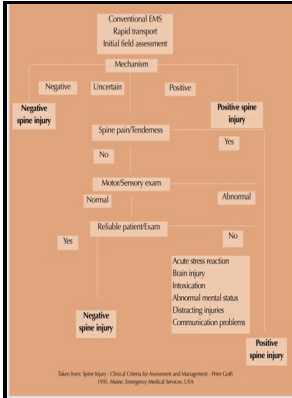 Conventional EMS
Rapid transport
Initial field assessment
Mechanism
Negative
Uncertain
Positive
Negative
spine injury
Positive spine
injury
Spine pain/Tenderness
Yes
No
Motor/Sensory exam
Normal
Abnormal
Reliable patient/Exam
Yes
No
Acute stress reaction
Brain injury
Intoxication
Abnormal mental status
Distracting injuries
Communication problems
Negative
spine injury
Positive
spine injury
Taken from: Spine Injury : Clinical Criteria for Assessment and Management - Peter Goth
1995, Maine, Emergency Medical Services, USA